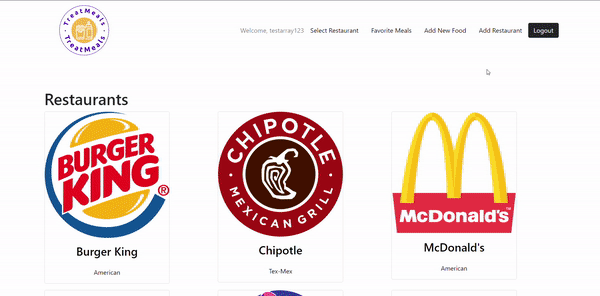 TreatMeals
TreatMeals
Welcome, testarray123 Select Restaurant Favorite Meals Add New Food Add Restaurant Logout
Restaurants
BURGER
KING®
CHIPOTLE
MEXICAN GRILL
McDonald's™
Burger King
Chipotle
McDonald's
American
Tex-Mex
American